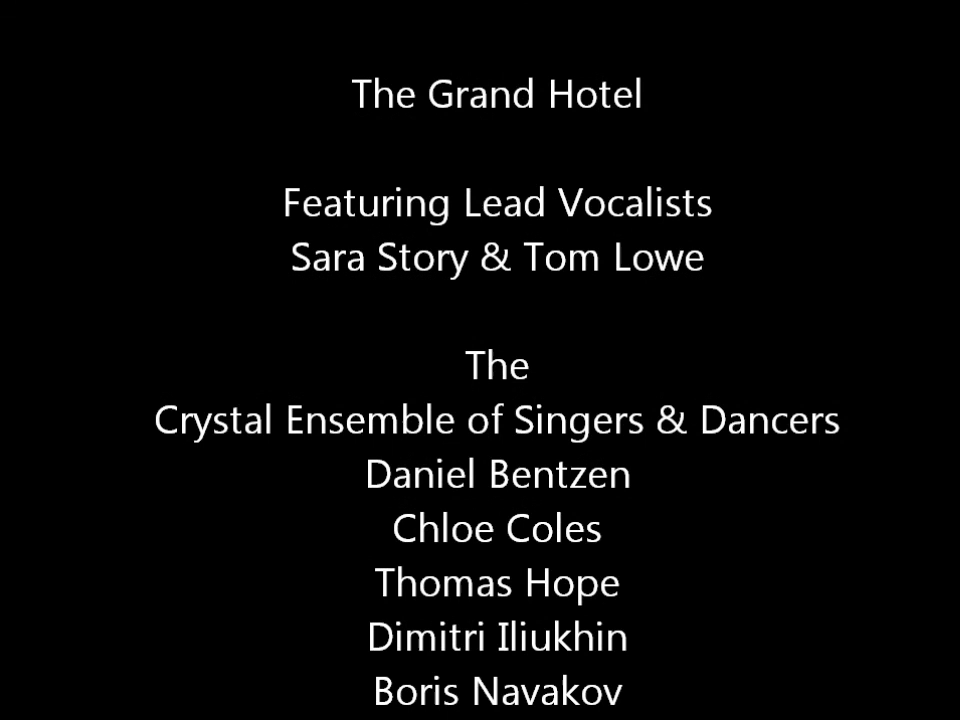 The Grand Hotel
Featuring Lead Vocalists
Sara Story & Tom Lowe
The
Crystal Ensemble of Singers & Dancers
Daniel Bentzen
Chloe Coles
Thomas Hope
Dimitri Iliukhin
Boris Navakov